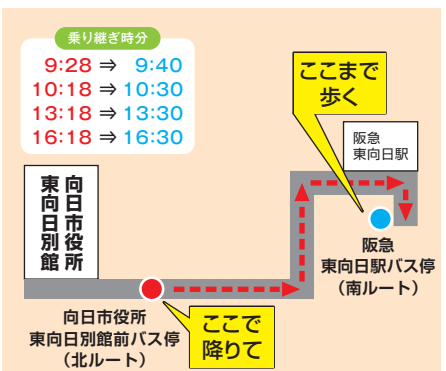 乗り継ぎ時分
9:28 ⇒ 9:40
10:18 ⇒ 10:30
13:18 ⇒ 13:30
16:18 ⇒ 16:30
ここまで
歩く
阪急
東向日駅
向日市役所
東向日別館
阪急
東向日駅バス停
(南ルート)
向日市役所
東向日別館前バス停
(北ルート)
ここで
降りて